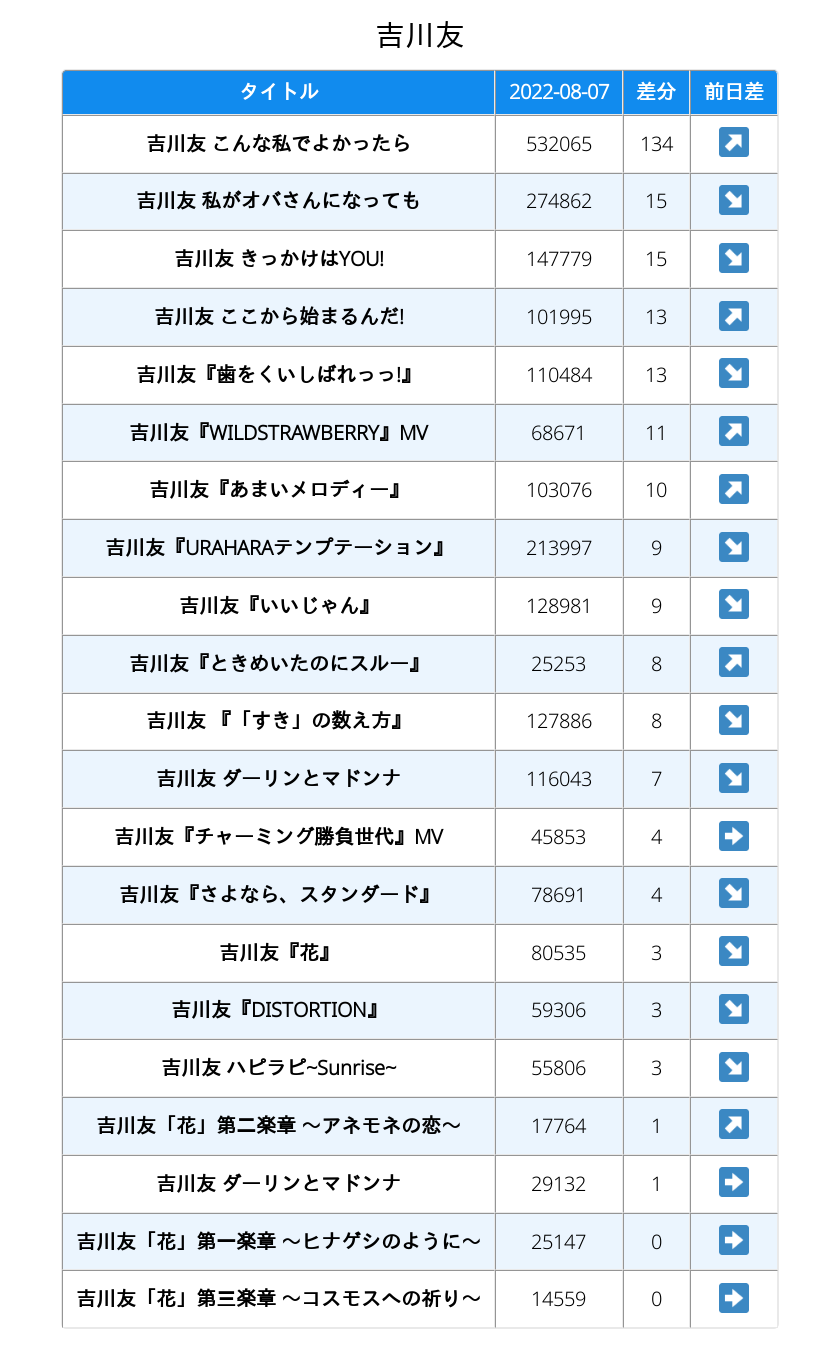 吉川友
タイトル 2022-08-07 差分 前日差
吉川友 こんな私でよかったら 532065 134
吉川友 私がオバさんになっても 274862 15
吉川友 きっかけはYOU! 147779 15
吉川友 ここから始まるんだ! 101995 13
吉川友『歯をくいしばれっっ!』 110484 13
吉川友『WILDSTRAWBERRY』MV 68671 11
吉川友『あまいメロディー』 103076 10
吉川友『URAHARAテンプテーション』 213997 9
吉川友『いいじゃん』 128981 9
吉川友『ときめいたのにスルー』 25253 8
吉川友 『「すき」の数え方』 127886 8
吉川友 ダーリンとマドンナ 116043 7
吉川友『チャーミング勝負世代』MV 45853 4
吉川友『さよなら、スタンダード』 78691 4
吉川友『花』 80535 3
吉川友『DISTORTION』 59306 3
吉川友 ハピラピ~Sunrise~ 55806 3
吉川友「花」第二楽章 〜アネモネの恋〜 17764 1
吉川友 ダーリンとマドンナ 29132 1
吉川友「花」第一楽章 〜ヒナゲシのように〜 25147 0
吉川友「花」第三楽章 〜コスモスへの祈り〜 14559 0